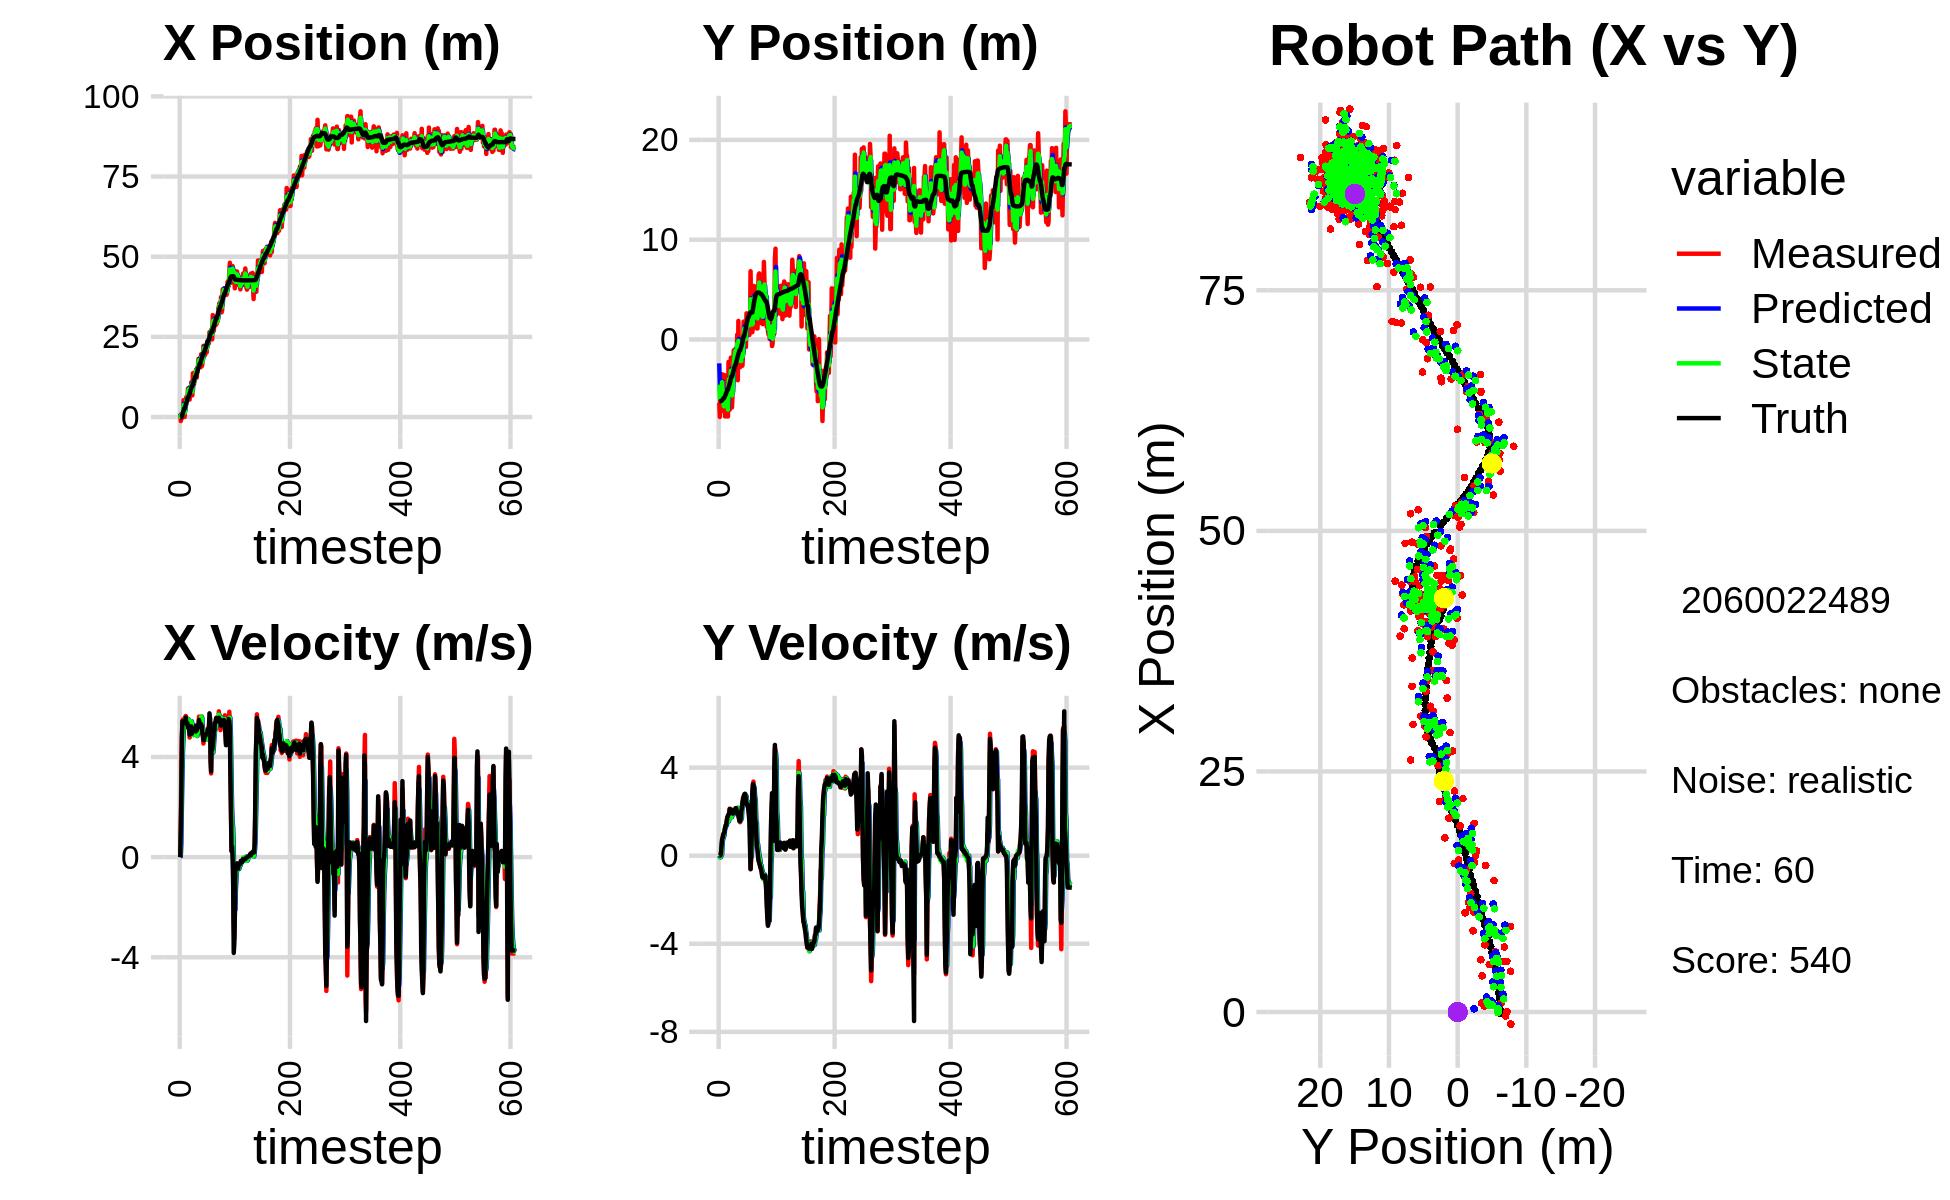 X Position (m)
100
75
50
25
0
0
200
400
600
timestep
Y Position (m)
20
10
0
0
200
400
600
timestep
X Velocity (m/s)
4
0
-4
0
200
400
600
timestep
Y Velocity (m/s)
4
0
-4
-8
0
200
400
600
timestep
Robot Path (X vs Y)
X Position (m)
75
50
25
0
20 10 0 -10 -20
Y Position (m)
variable
Measured
Predicted
State
Truth
2060022489
Obstacles: none
Noise: realistic
Time: 60
Score: 540